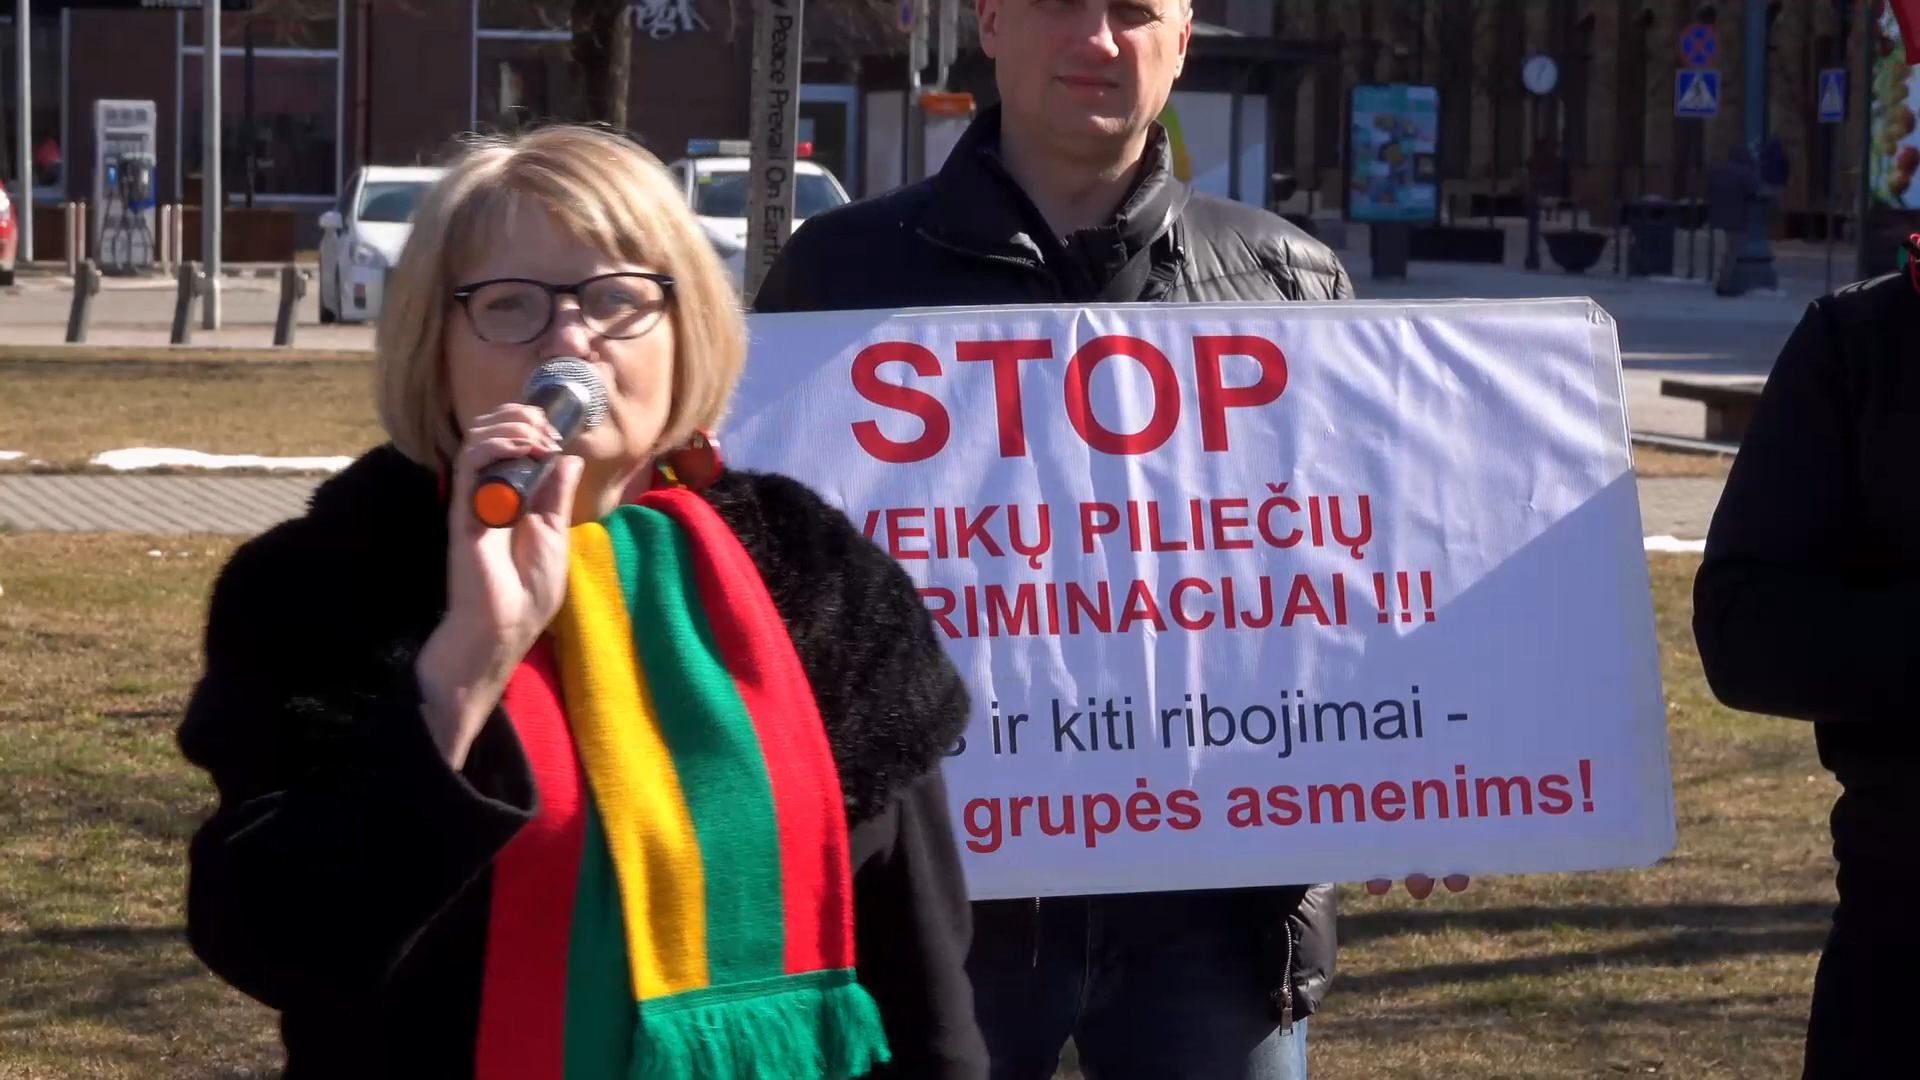 Peace Prevail On Earth
STOP
VEIKŲ PILIEČIŲ
RIMINACIJAI !!!
ir kiti ribojimai -
grupės asmenims!